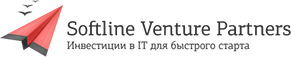 Softline Venture Partners
Инвестиции в IT для быстрого старта